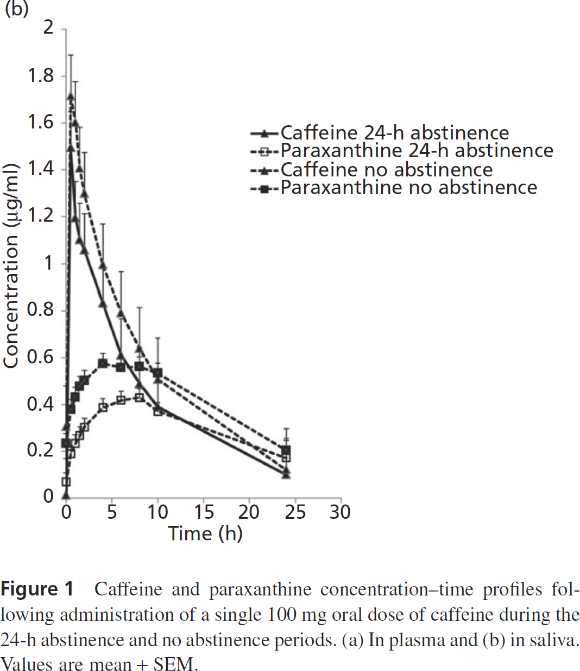 (b)
2
1.8
1.6
1.4
1.2
1
0.8
0.6
0.4
0.2
0
Concentration (µg/ml)
Caffeine 24-h abstinence
Paraxanthine 24-h abstinence
Caffeine no abstinence
Paraxanthine no abstinence
0 5 10 15 20 25 30
Time (h)
Figure 1 Caffeine and paraxanthine concentration–time profiles fol-
lowing administration of a single 100 mg oral dose of caffeine during the
24-h abstinence and no abstinence periods. (a) In plasma and (b) in saliva.
Values are mean + SEM.